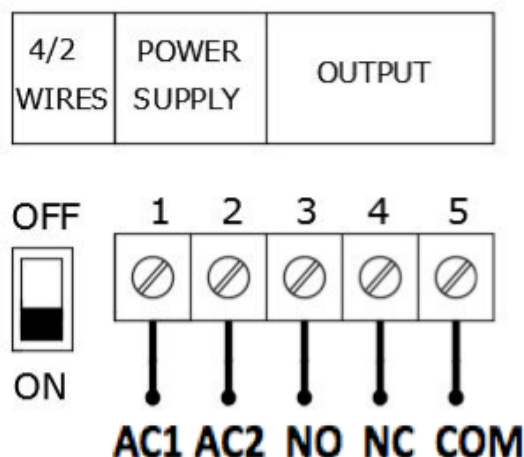 4/2 WIRES
POWER SUPPLY
OUTPUT
OFF
1 2 3 4 5
ON
AC1 AC2 NO NC COM